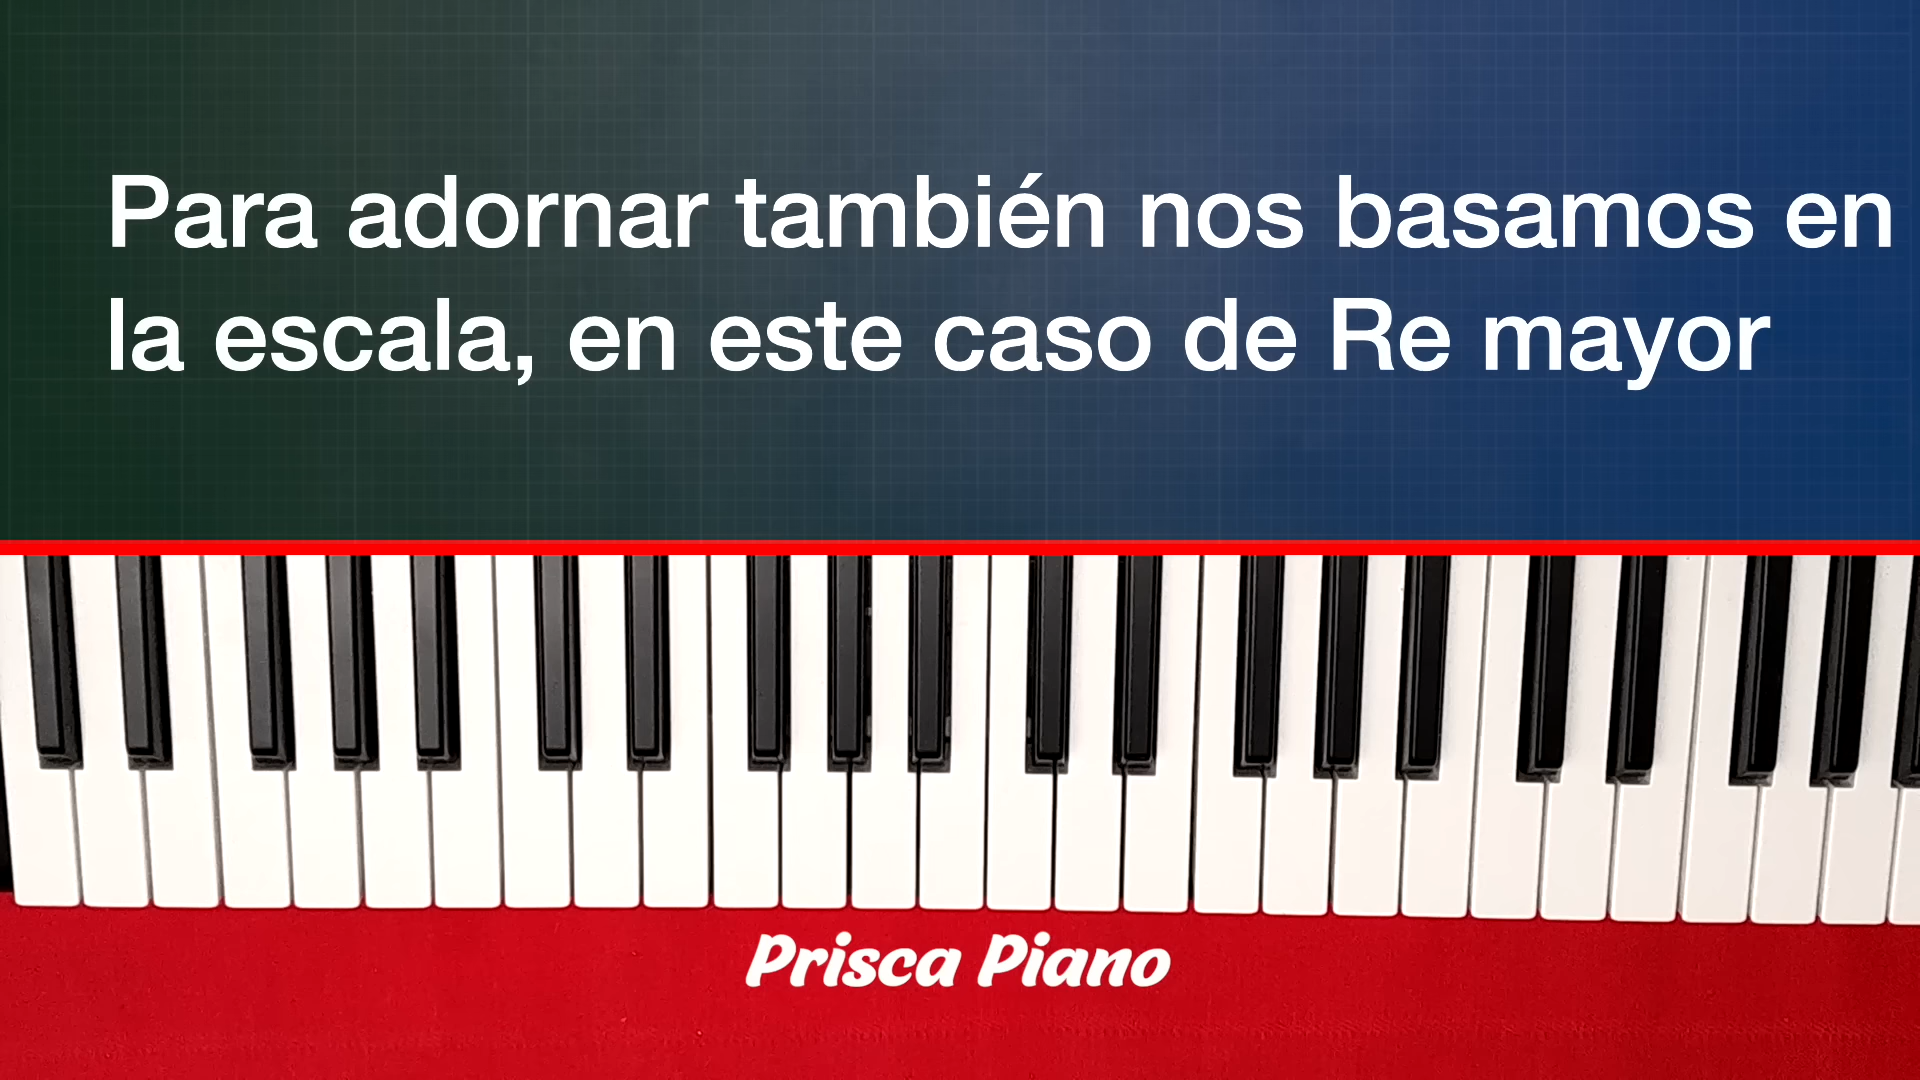 Para adornar también nos basamos en
la escala, en este caso de Re mayor
Prisca Piano